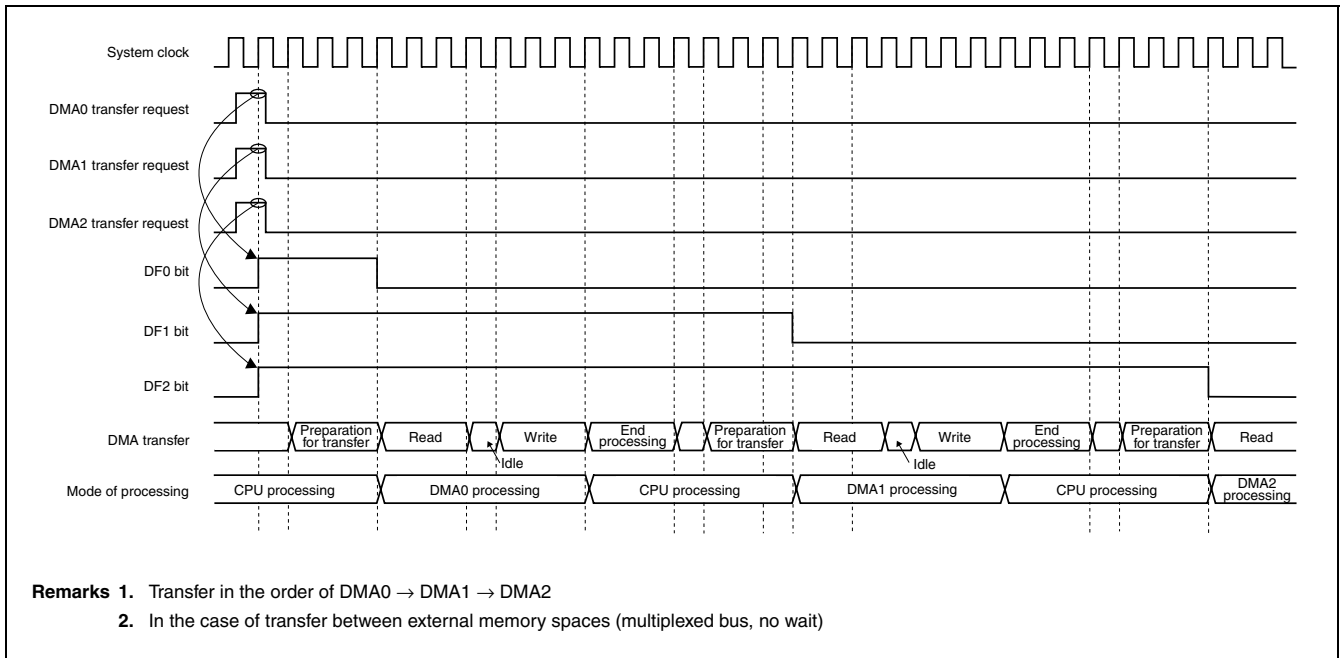 System clock
DMA0 transfer request
DMA1 transfer request
DMA2 transfer request
DF0 bit
DF1 bit
DF2 bit
DMA transfer
Preparation for transfer
Read
Idle
Write
End processing
Preparation for transfer
Read
Idle
Write
End processing
Preparation for transfer
Read
Mode of processing
CPU processing
DMA0 processing
CPU processing
DMA1 processing
CPU processing
DMA2 processing
Remarks 1. Transfer in the order of DMA0 → DMA1 → DMA2
2. In the case of transfer between external memory spaces (multiplexed bus, no wait)